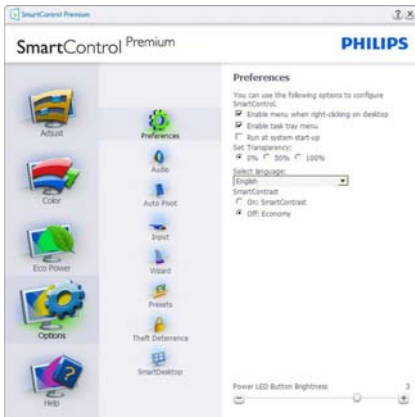 SmartControl Premium
SmartControl Premium
PHILIPS
Adjust
Color
Eco Power
Options
Help
Preferences
Audio
Auto Pivot
Input
Wizard
Presets
Theft Deterrence
SmartDesktop
Preferences
You can use the following options to configure
SmartControl.
Enable menu when right-clicking on desktop
Enable task tray menu
Run at system start-up
Set Transparency:
0% 50% 100%
Select language:
English
SmartContrast
On: SmartContrast
Off: Economy
Power LED Button Brightness 3